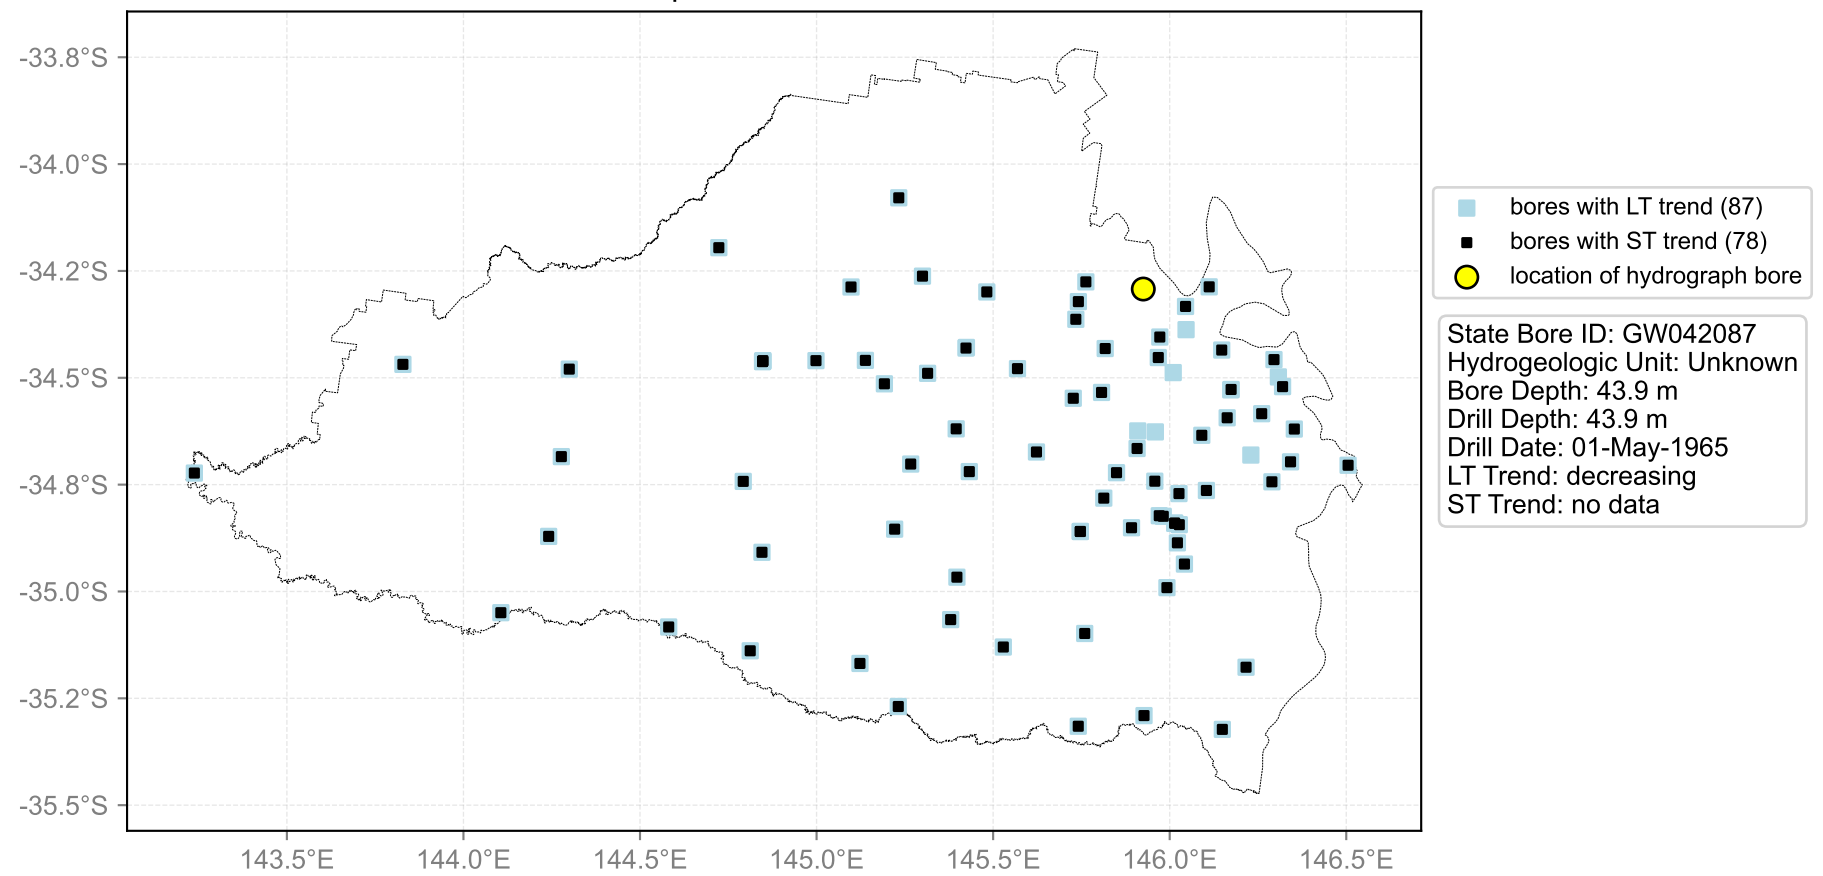 -33.8°S
-34.0°S
-34.2°S
-34.5°S
-34.8°S
-35.0°S
-35.2°S
-35.5°S
143.5°E
144.0°E
144.5°E
145.0°E
145.5°E
146.0°E
146.5°E
bores with LT trend (87)
bores with ST trend (78)
location of hydrograph bore
State Bore ID: GW042087
Hydrogeologic Unit: Unknown
Bore Depth: 43.9 m
Drill Depth: 43.9 m
Drill Date: 01-May-1965
LT Trend: decreasing
ST Trend: no data